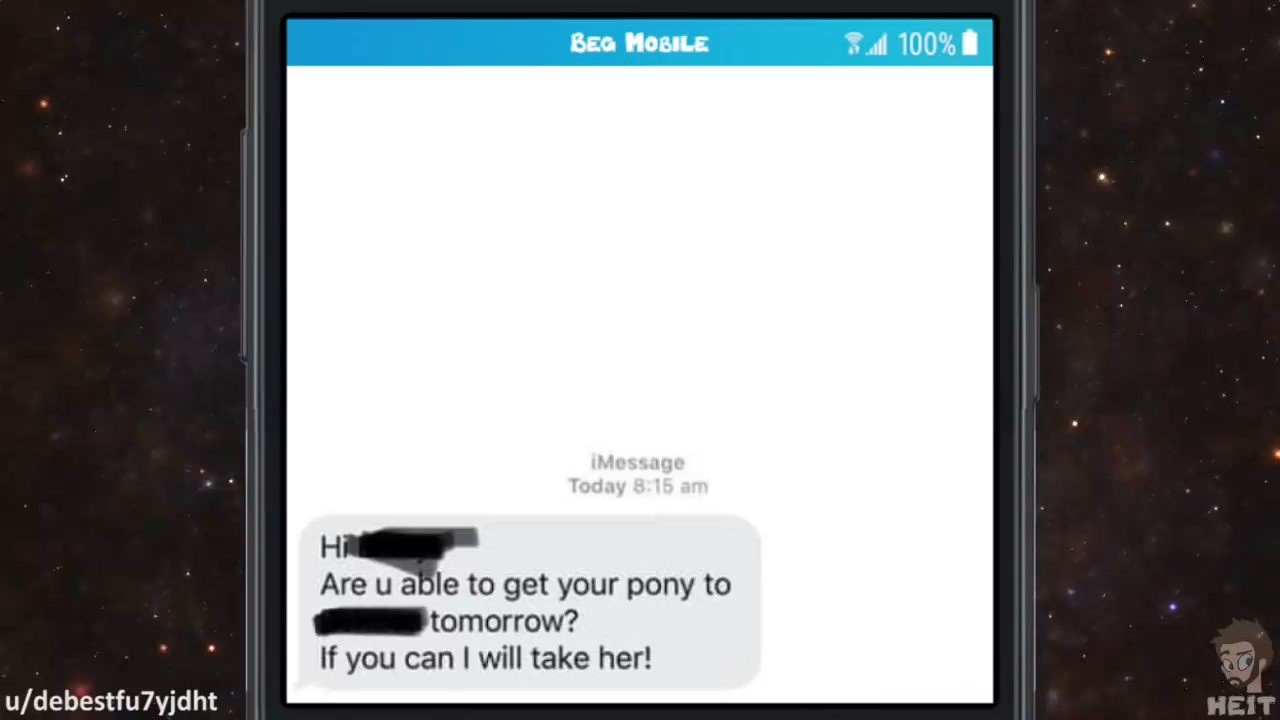 BEG MOBILE
100%
iMessage
Today 8:15 am
Hi
Are u able to get your pony to
tomorrow?
If you can I will take her!
u/debestfu7yjdht
HEIT